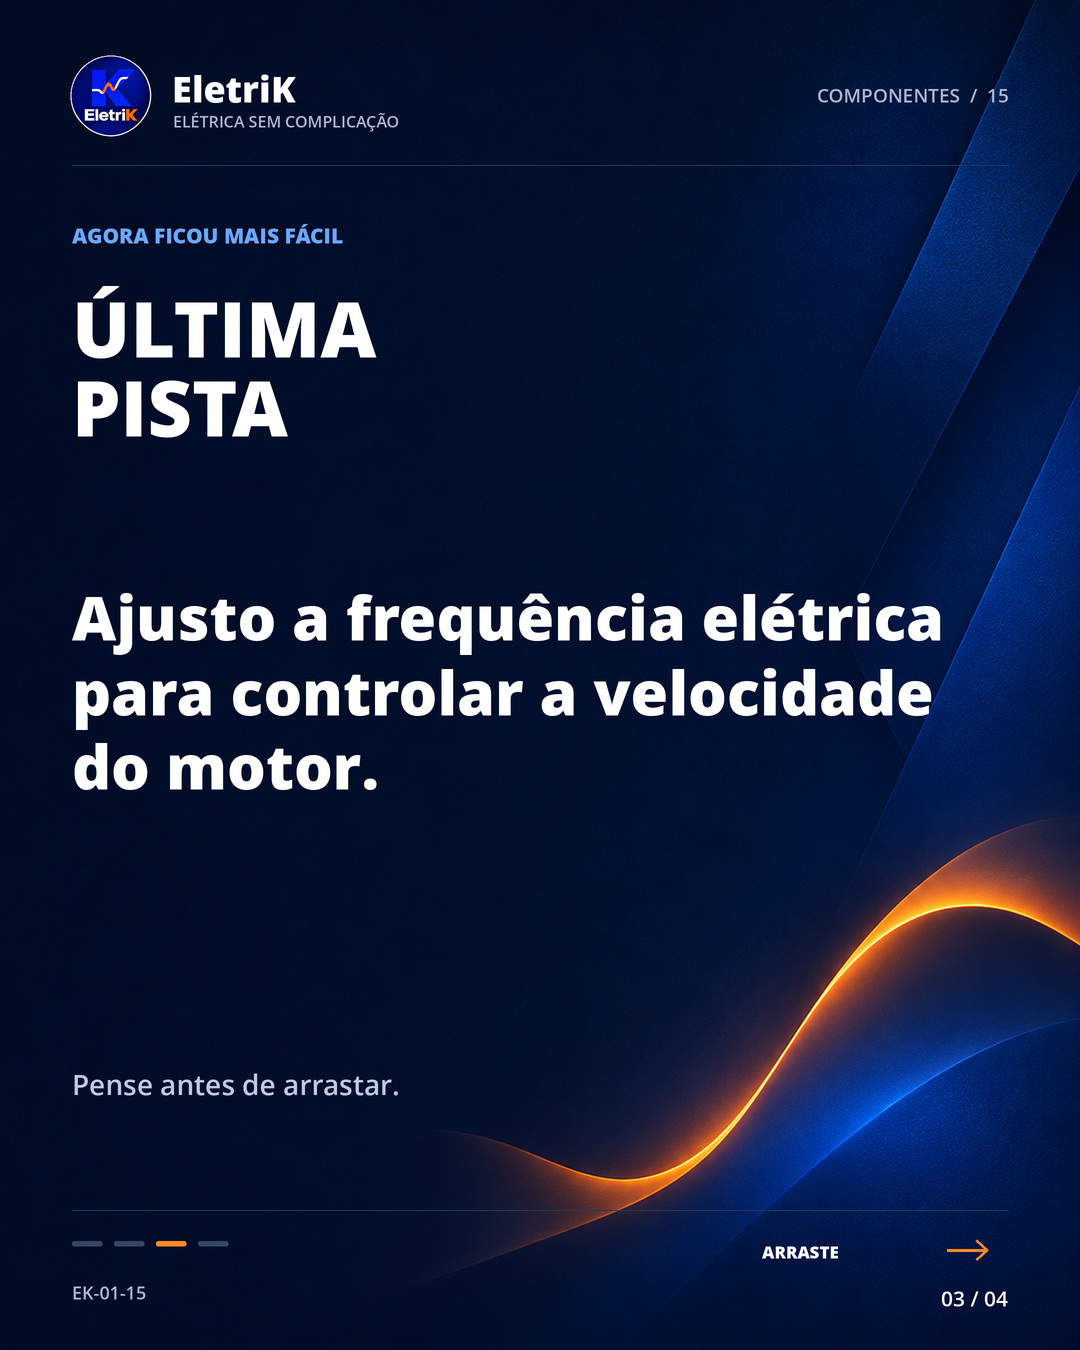 EletriK
EletriK
ELÉTRICA SEM COMPLICAÇÃO
COMPONENTES / 15
AGORA FICOU MAIS FÁCIL
ÚLTIMA
PISTA
Ajusto a frequência elétrica
para controlar a velocidade
do motor.
Pense antes de arrastar.
ARRASTE
EK-01-15
03 / 04